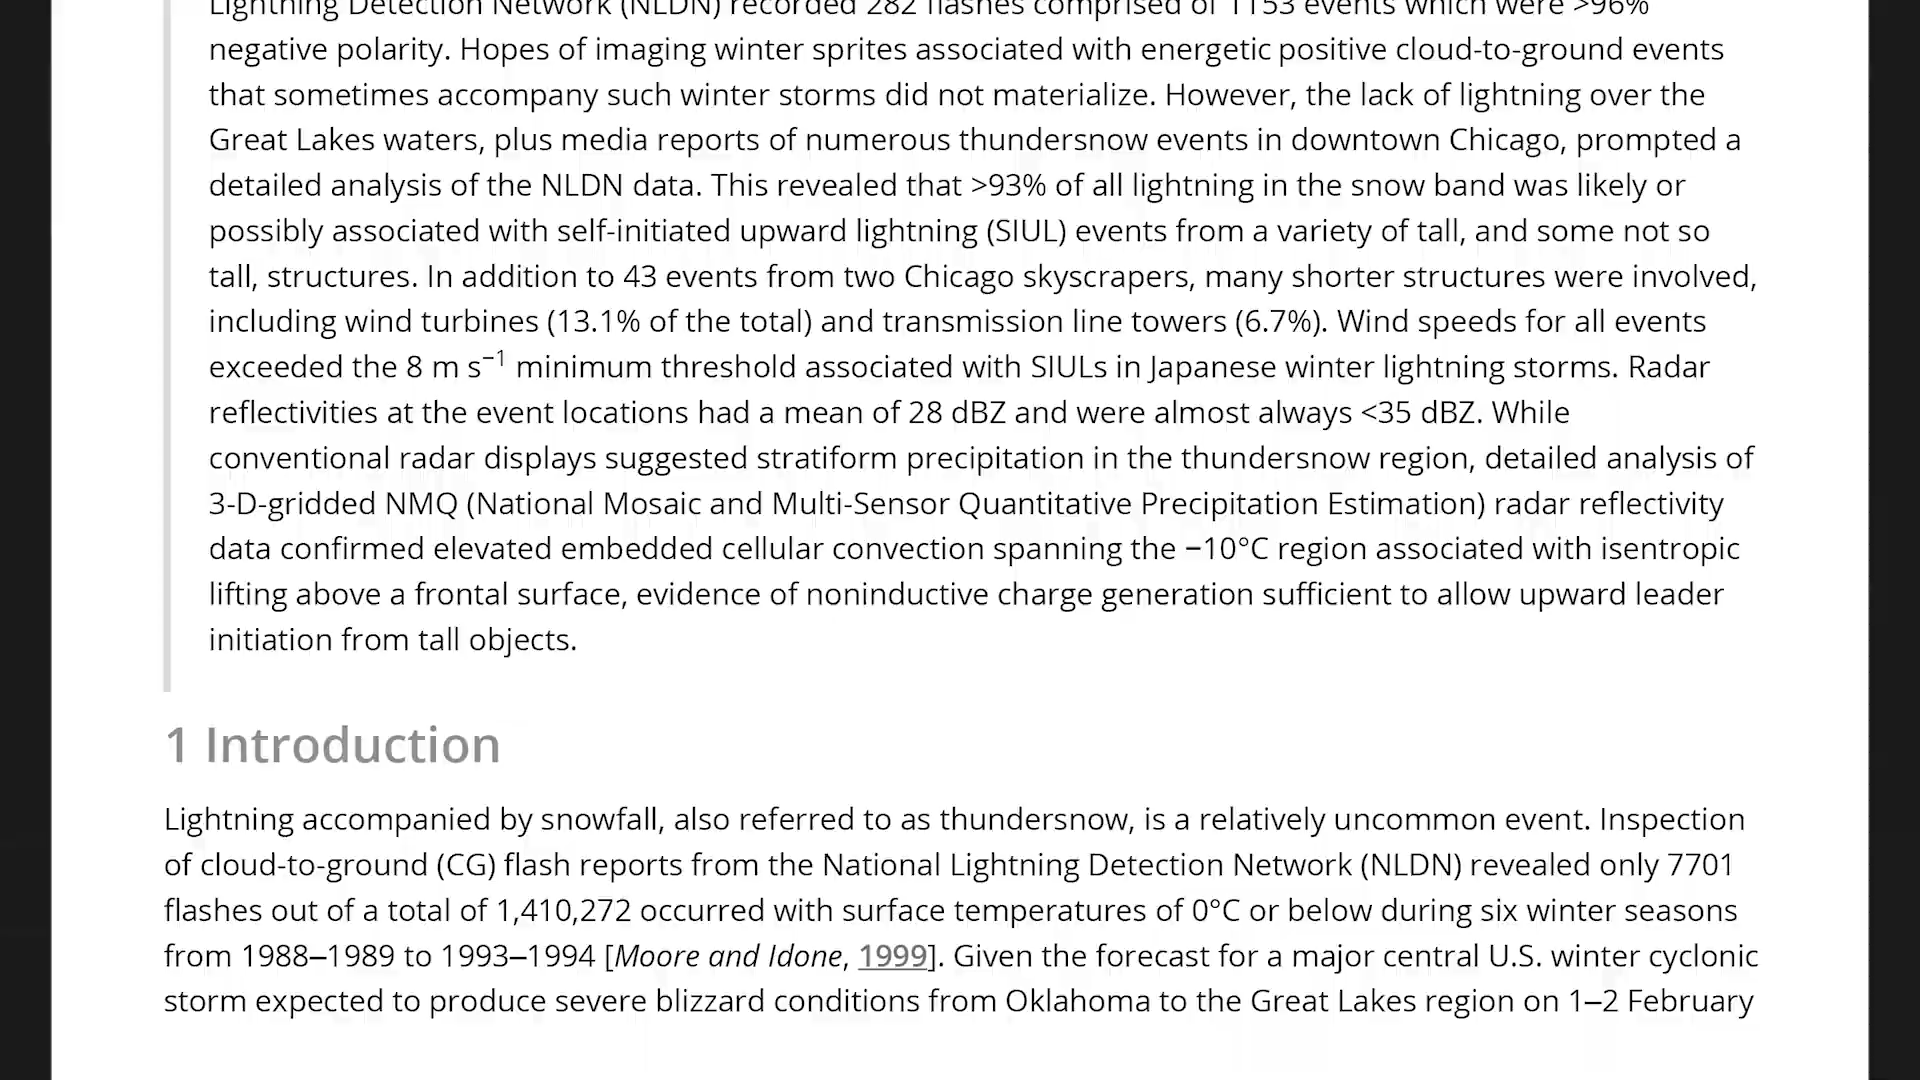 Lightning Detection Network (NLDN) recorded 282 flashes comprised of 1153 events which were >96%
negative polarity. Hopes of imaging winter sprites associated with energetic positive cloud-to-ground events
that sometimes accompany such winter storms did not materialize. However, the lack of lightning over the
Great Lakes waters, plus media reports of numerous thundersnow events in downtown Chicago, prompted a
detailed analysis of the NLDN data. This revealed that >93% of all lightning in the snow band was likely or
possibly associated with self-initiated upward lightning (SIUL) events from a variety of tall, and some not so
tall, structures. In addition to 43 events from two Chicago skyscrapers, many shorter structures were involved,
including wind turbines (13.1% of the total) and transmission line towers (6.7%). Wind speeds for all events
exceeded the 8 m s⁻¹ minimum threshold associated with SIULs in Japanese winter lightning storms. Radar
reflectivities at the event locations had a mean of 28 dBZ and were almost always <35 dBZ. While
conventional radar displays suggested stratiform precipitation in the thundersnow region, detailed analysis of
3-D-gridded NMQ (National Mosaic and Multi-Sensor Quantitative Precipitation Estimation) radar reflectivity
data confirmed elevated embedded cellular convection spanning the −10°C region associated with isentropic
lifting above a frontal surface, evidence of noninductive charge generation sufficient to allow upward leader
initiation from tall objects.
1 Introduction
Lightning accompanied by snowfall, also referred to as thundersnow, is a relatively uncommon event. Inspection
of cloud-to-ground (CG) flash reports from the National Lightning Detection Network (NLDN) revealed only 7701
flashes out of a total of 1,410,272 occurred with surface temperatures of 0°C or below during six winter seasons
from 1988–1989 to 1993–1994 [Moore and Idone, 1999]. Given the forecast for a major central U.S. winter cyclonic
storm expected to produce severe blizzard conditions from Oklahoma to the Great Lakes region on 1–2 February